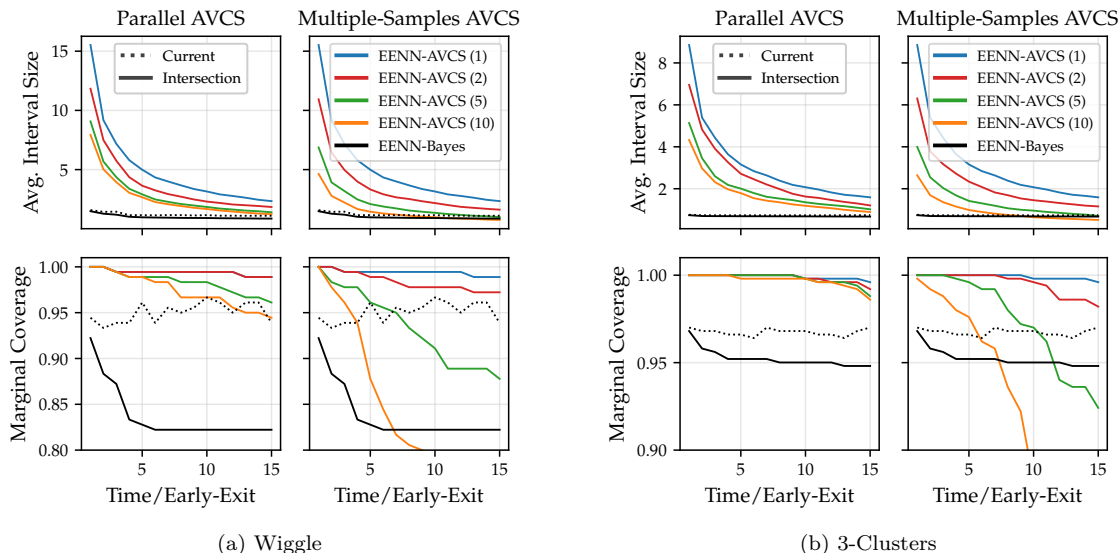 Parallel AVCS
Multiple-Samples AVCS
Avg. Interval Size
15
10
5
Current
Intersection
EENN-AVCS (1)
EENN-AVCS (2)
EENN-AVCS (5)
EENN-AVCS (10)
EENN-Bayes
Marginal Coverage
1.00
0.95
0.90
0.85
0.80
5
10
15
5
10
15
Time/Early-Exit
Time/Early-Exit
(a) Wiggle
Parallel AVCS
Multiple-Samples AVCS
Avg. Interval Size
8
6
4
2
Current
Intersection
EENN-AVCS (1)
EENN-AVCS (2)
EENN-AVCS (5)
EENN-AVCS (10)
EENN-Bayes
Marginal Coverage
1.00
0.95
0.90
5
10
15
5
10
15
Time/Early-Exit
Time/Early-Exit
(b) 3-Clusters